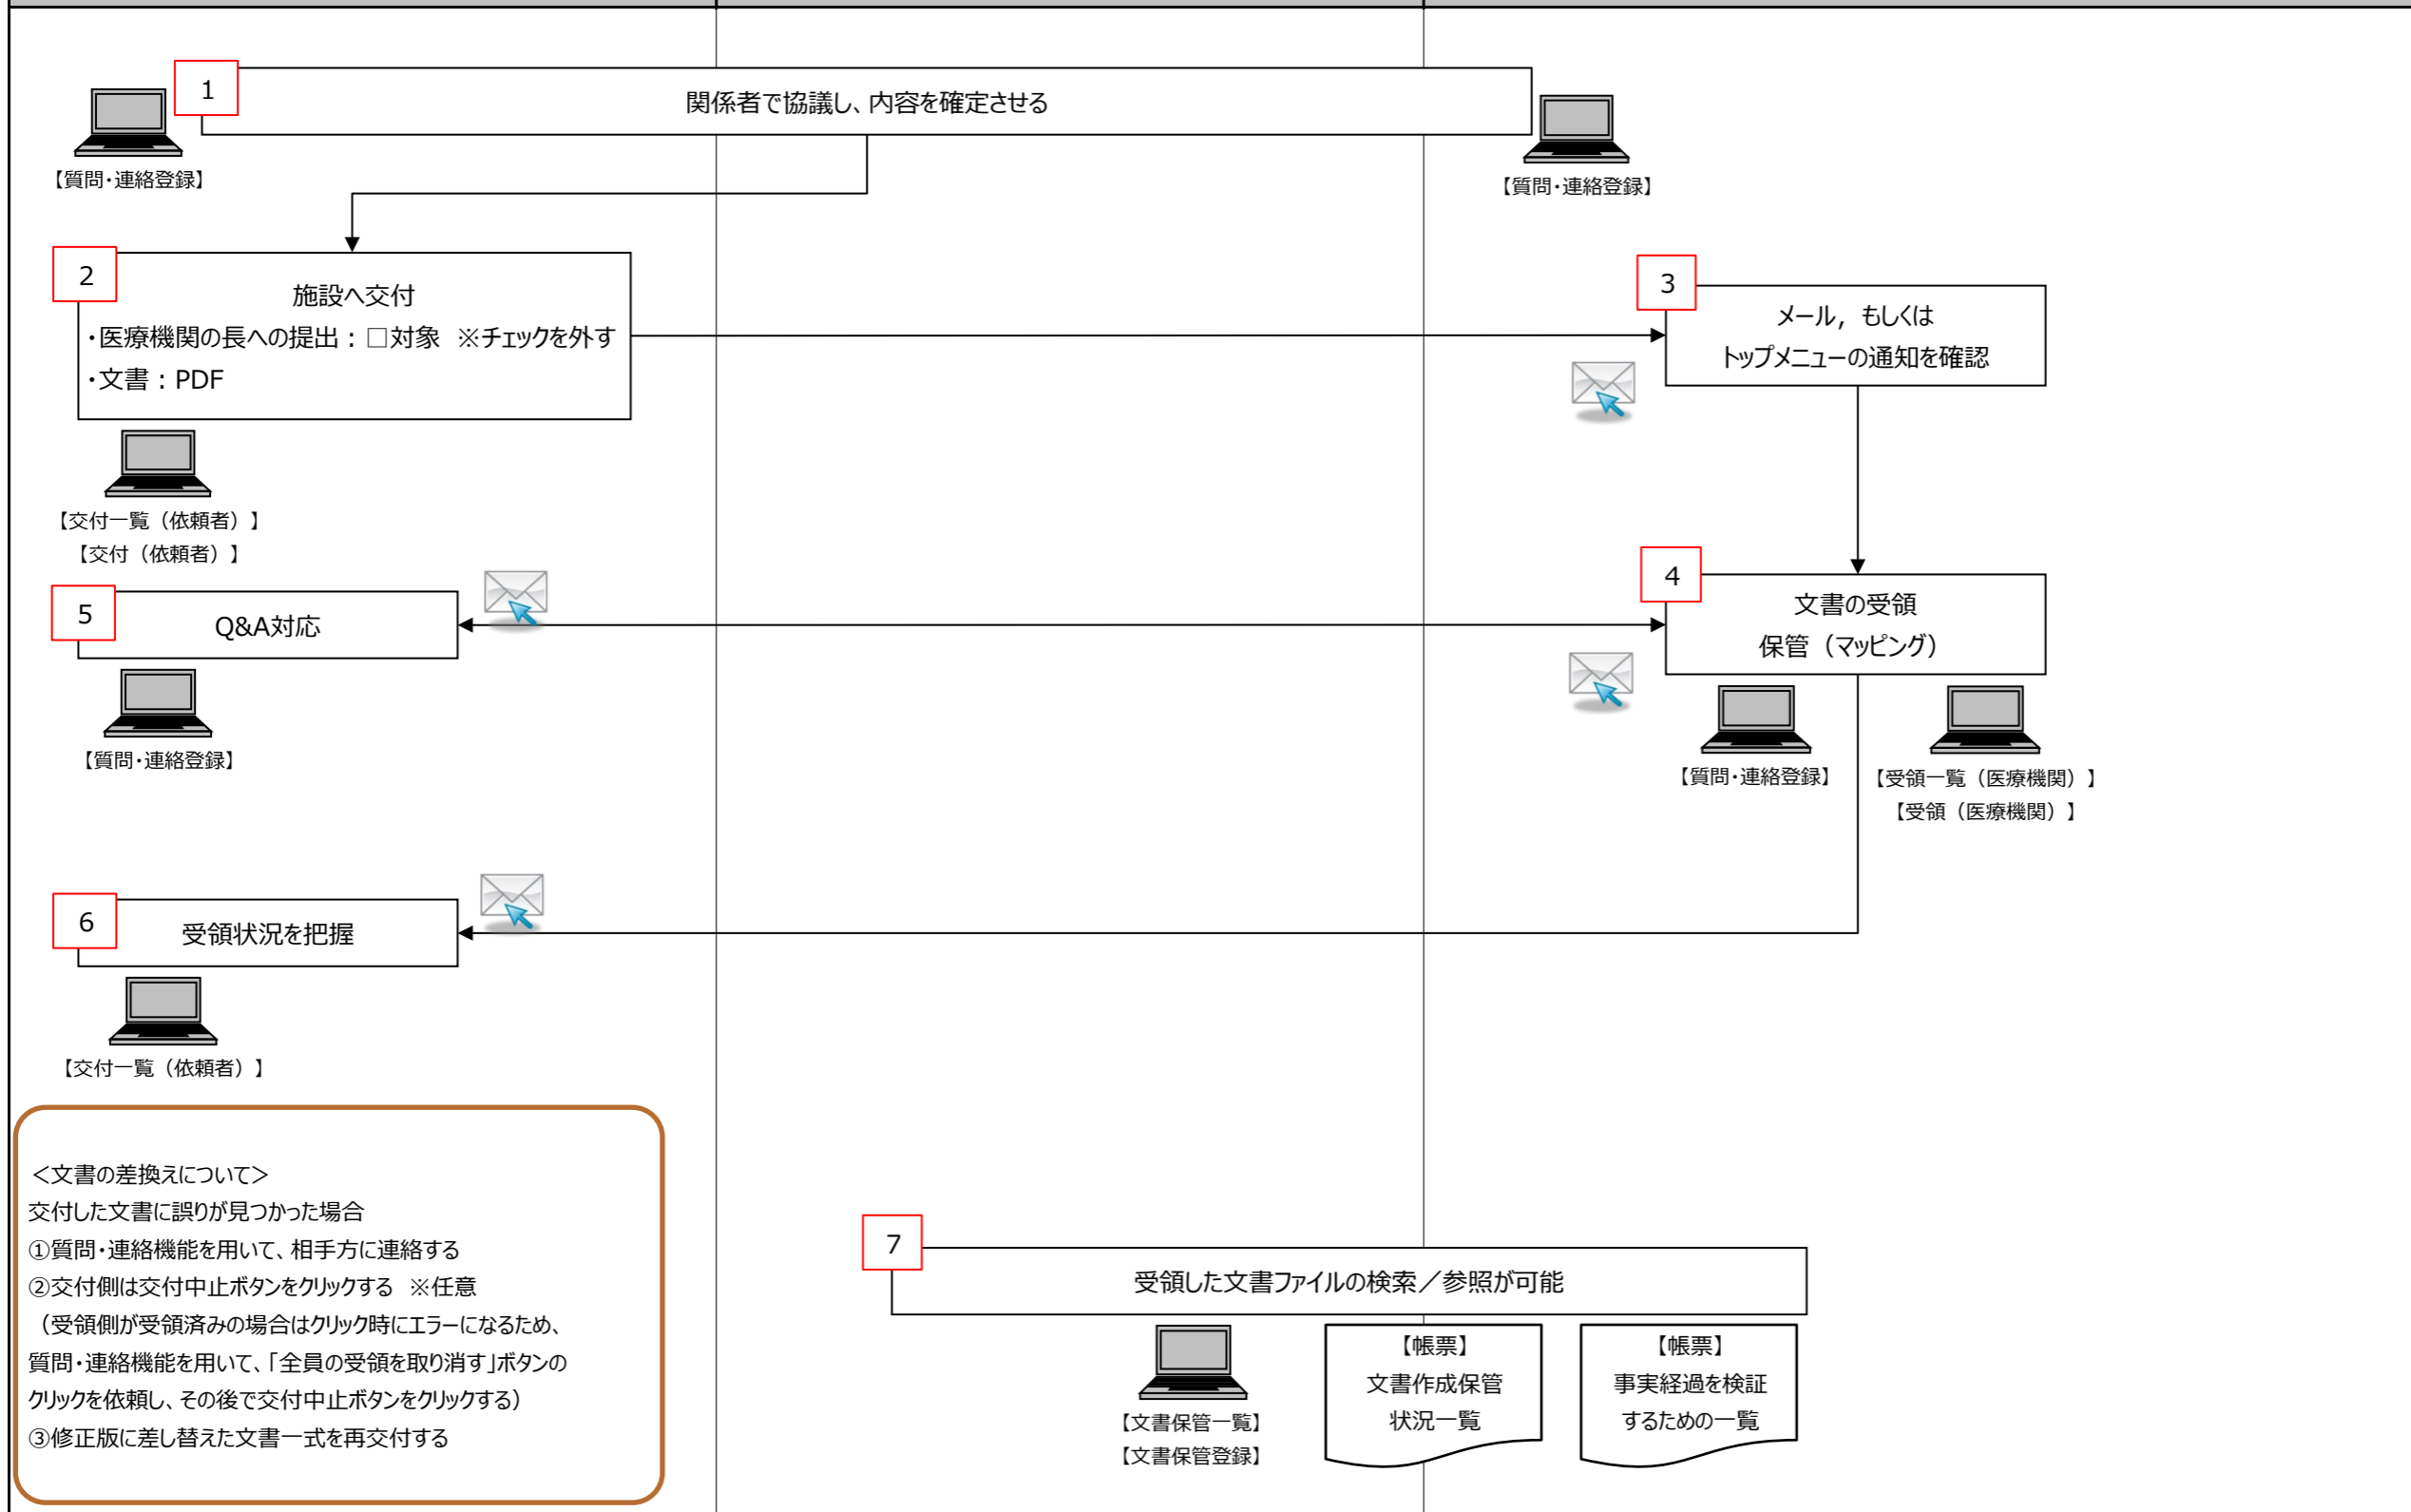 1
関係者で協議し、内容を確定させる
【質問・連絡登録】
【質問・連絡登録】
2
施設へ交付
・医療機関の長への提出：□対象　※チェックを外す
・文書：PDF
【交付一覧（依頼者）】
【交付（依頼者）】
3
メール，もしくは
トップメニューの通知を確認
4
文書の受領
保管（マッピング）
【質問・連絡登録】
【受領一覧（医療機関）】
【受領（医療機関）】
5
Q&A対応
【質問・連絡登録】
6
受領状況を把握
【交付一覧（依頼者）】
＜文書の差換えについて＞
交付した文書に誤りが見つかった場合
①質問・連絡機能を用いて、相手方に連絡する
②交付側は交付中止ボタンをクリックする　※任意
（受領側が受領済みの場合はクリック時にエラーになるため、
質問・連絡機能を用いて、「全員の受領を取り消す」ボタンの
クリックを依頼し、その後で交付中止ボタンをクリックする）
③修正版に差し替えた文書一式を再交付する
7
受領した文書ファイルの検索／参照が可能
【文書保管一覧】
【文書保管登録】
【帳票】
文書作成保管
状況一覧
【帳票】
事実経過を検証
するための一覧